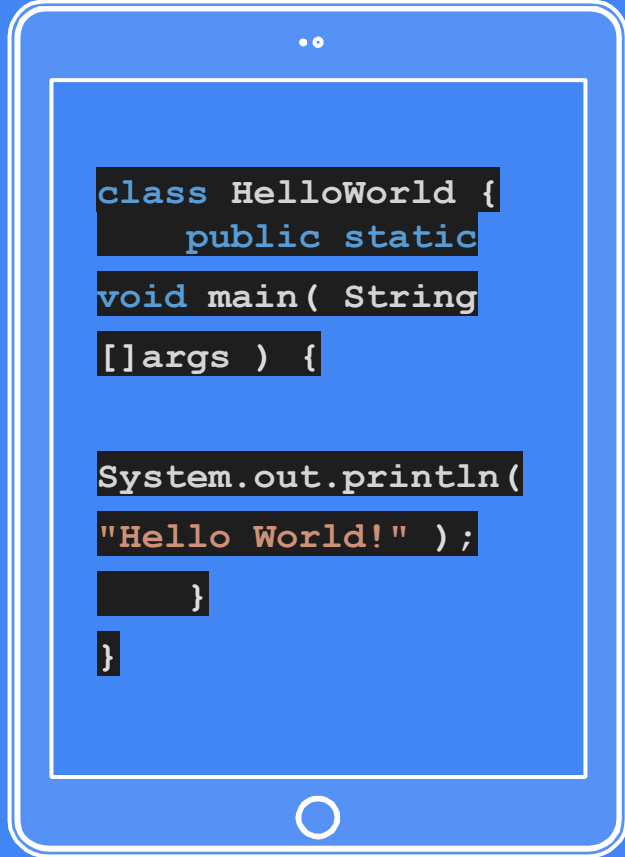 class HelloWorld {
    public static
void main( String
[]args ) {
System.out.println(
"Hello World!" );
    }
}